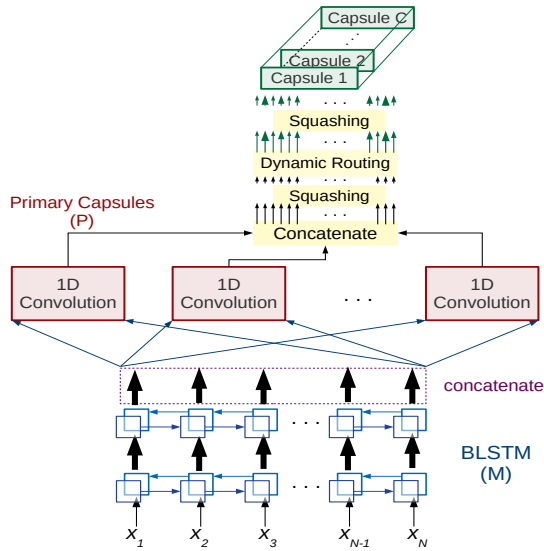 Capsule C
Capsule 2
Capsule 1
. . .
Squashing
. . .
Dynamic Routing
. . .
Squashing
. . .
Concatenate
Primary Capsules
(P)
1D
Convolution
1D
Convolution
. . .
1D
Convolution
concatenate
. . .
BLSTM
(M)
. . .
x1 x2 x3 xN-1 xN